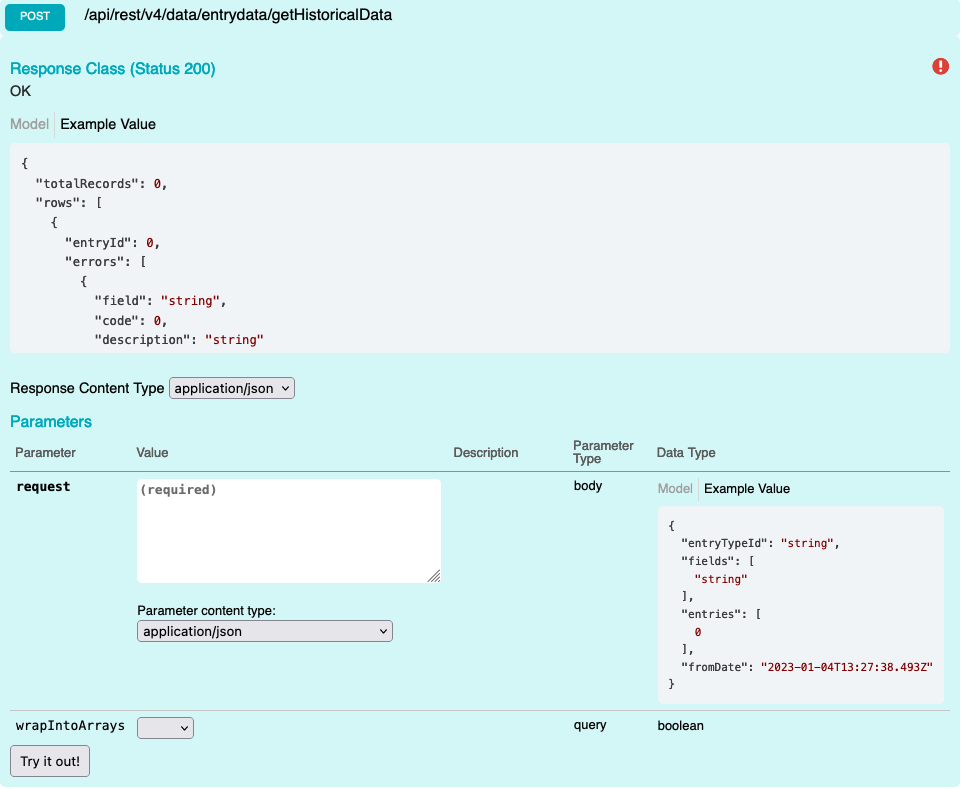 POST /api/rest/v4/data/entrydata/getHistoricalData
Response Class (Status 200)
OK
Model Example Value
{
"totalRecords": 0,
"rows": [
{
"entryId": 0,
"errors": [
{
"field": "string",
"code": 0,
"description": "string"
Response Content Type application/json
Parameters
Parameter Value Description Parameter Type Data Type
request (required) body Model Example Value
{
"entryTypeId": "string",
"fields": [
"string"
],
"entries": [
0
],
"fromDate": "2023-01-04T13:27:38.493Z"
}
Parameter content type:
application/json
wrapIntoArrays query boolean
Try it out!